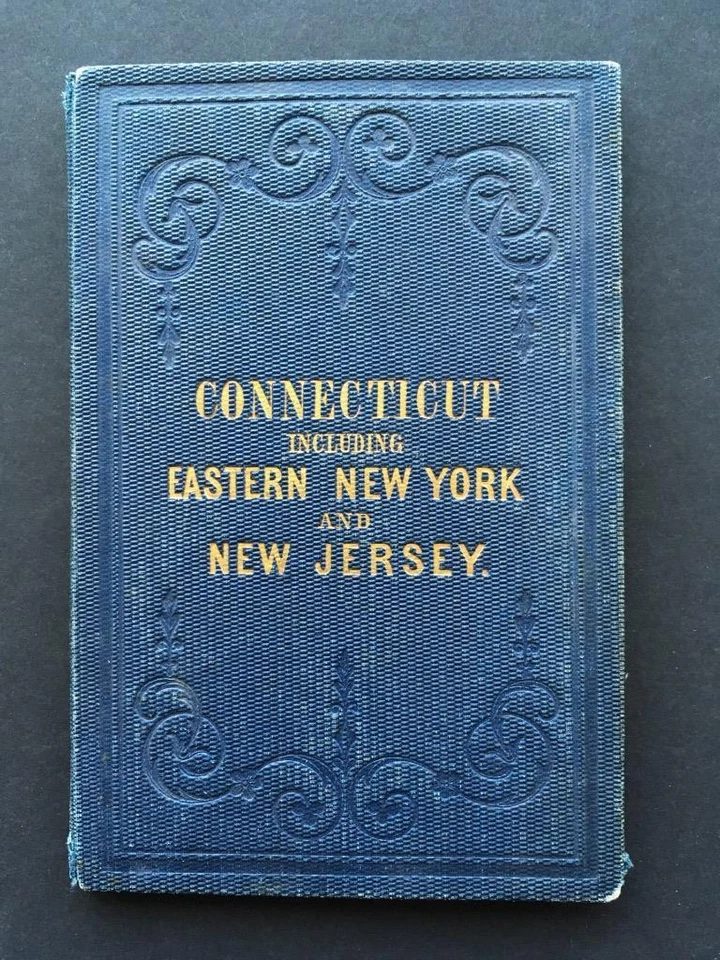 CONNECTICUT
INCLUDING
EASTERN NEW YORK
AND
NEW JERSEY.